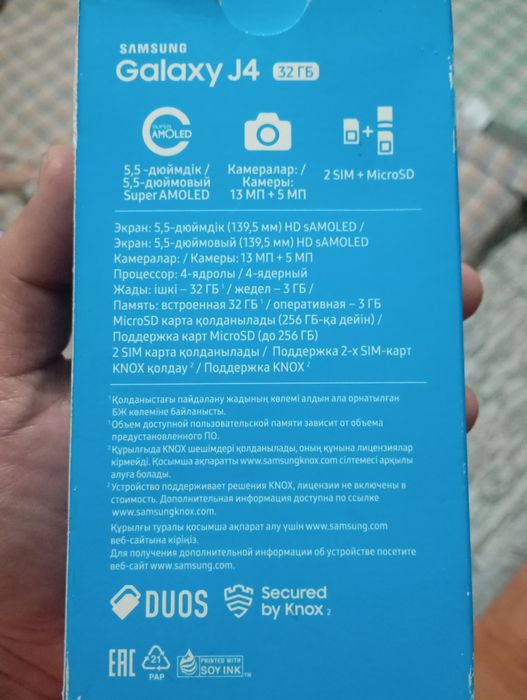 SAMSUNG
Galaxy J4 32 ГБ
SUPER
AMOLED
5,5 -дюймдік /
5,5-дюймовый
Super AMOLED
Камералар: /
Камеры:
13 МП + 5 МП
2 SIM + MicroSD
Экран: 5,5-дюймдік (139,5 мм) HD sAMOLED /
Экран: 5,5-дюймовый (139,5 мм) HD sAMOLED
Камералар: / Камеры: 13 МП + 5 МП
Процессор: 4-ядролы / 4-ядерный
Жады: ішкі – 32 ГБ ¹ / жедел – 3 ГБ /
Память: встроенная 32 ГБ ¹ / оперативная – 3 ГБ
MicroSD карта қолданылады (256 ГБ-қа дейін) /
Поддержка карт MicroSD (до 256 ГБ)
2 SIM карта қолданылады / Поддержка 2-х SIM-карт
KNOX қолдау ² / Поддержка KNOX ²
¹Қолданыстағы пайдалану жадының көлемі алдын ала орнатылған
БЖ көлеміне байланысты.
¹Объем доступной пользовательской памяти зависит от объема
предустановленного ПО.
²Құрылғыда KNOX шешімдері қолданылады, оның құнына лицензиялар
кірмейді. Қосымша ақпаратты www.samsungknox.com сілтемесі арқылы
алуға болады.
²Устройство поддерживает решения KNOX, лицензии не включены в
стоимость. Дополнительная информация доступна по ссылке
www.samsungknox.com.
Құрылғы туралы қосымша ақпарат алу үшін www.samsung.com
веб-сайтына кіріңіз.
Для получения дополнительной информации об устройстве посетите
веб-сайт www.samsung.com.
DUOS
Secured
by Knox 2
EAC
21
PAP
PRINTED WITH
SOY INK